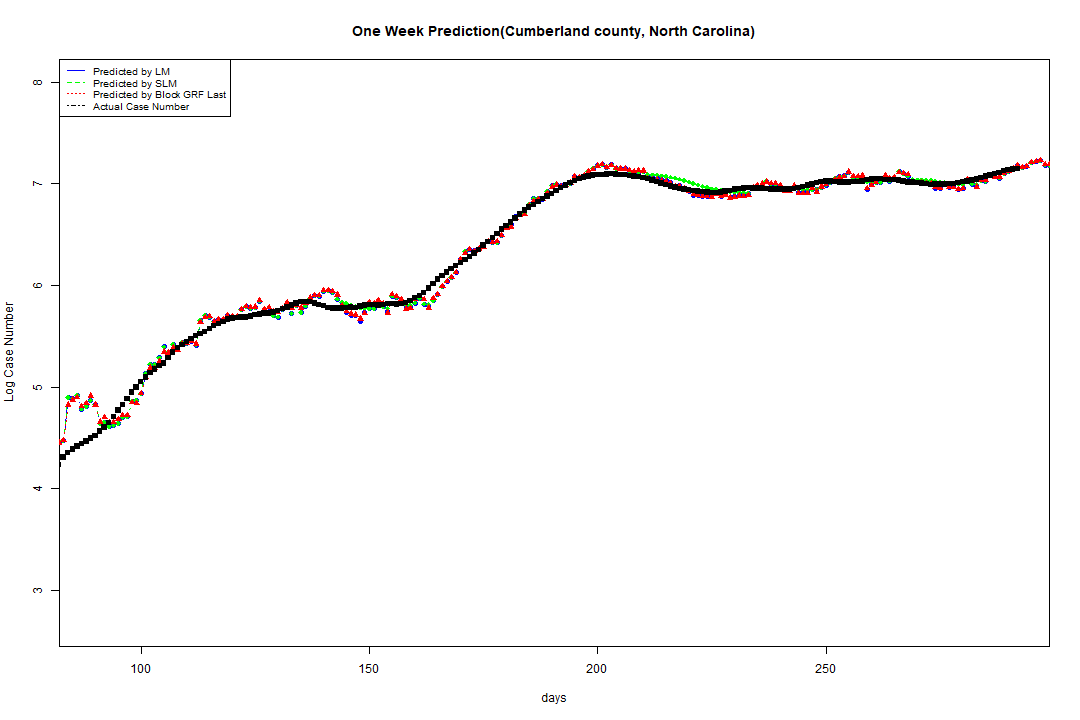 One Week Prediction(Cumberland county, North Carolina)
Predicted by LM
Predicted by SLM
Predicted by Block GRF Last
Actual Case Number
8
7
6
5
4
3
Log Case Number
100 150 200 250
days